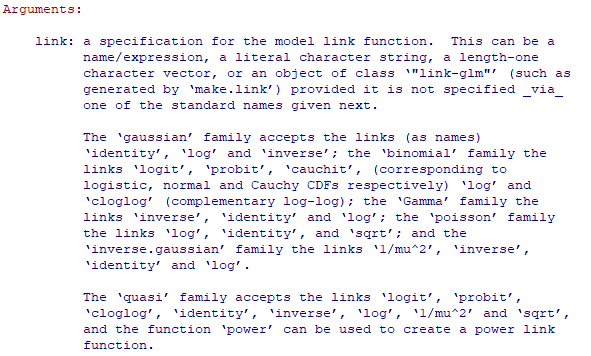 Arguments:
link: a specification for the model link function.  This can be a
name/expression, a literal character string, a length-one
character vector, or an object of class ‘"link-glm"’ (such as
generated by ‘make.link’) provided it is not specified _via_
one of the standard names given next.
The ‘gaussian’ family accepts the links (as names)
‘identity’, ‘log’ and ‘inverse’; the ‘binomial’ family the
links ‘logit’, ‘probit’, ‘cauchit’, (corresponding to
logistic, normal and Cauchy CDFs respectively) ‘log’ and
‘cloglog’ (complementary log-log); the ‘Gamma’ family the
links ‘inverse’, ‘identity’ and ‘log’; the ‘poisson’ family
the links ‘log’, ‘identity’, and ‘sqrt’; and the
‘inverse.gaussian’ family the links ‘1/mu^2’, ‘inverse’,
‘identity’ and ‘log’.
The ‘quasi’ family accepts the links ‘logit’, ‘probit’,
‘cloglog’, ‘identity’, ‘inverse’, ‘log’, ‘1/mu^2’ and ‘sqrt’,
and the function ‘power’ can be used to create a power link
function.